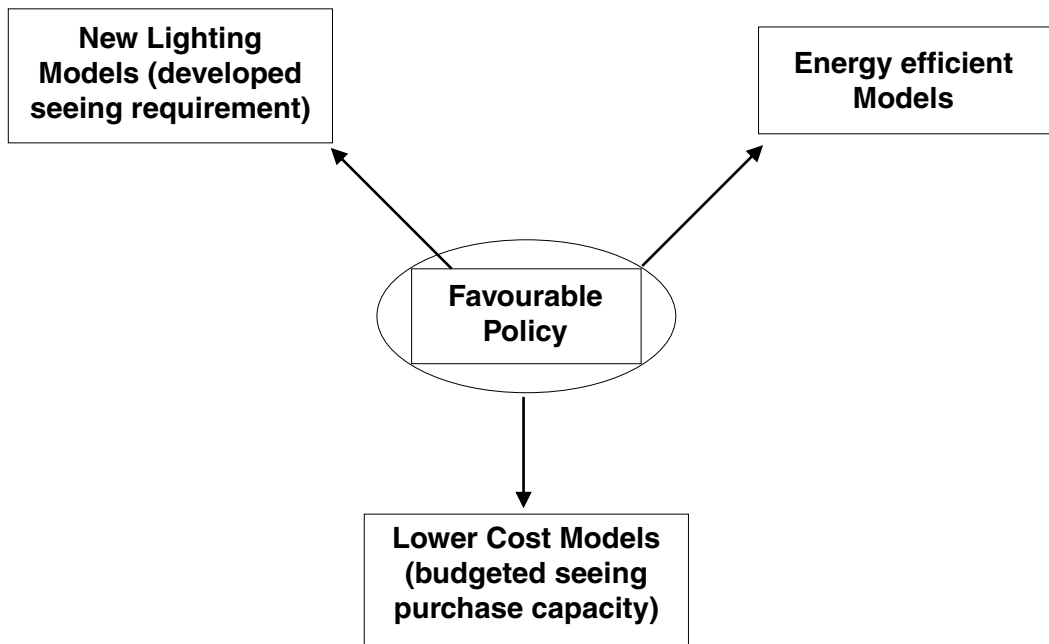 New Lighting
Models (developed
seeing requirement)
Energy efficient
Models
Favourable
Policy
Lower Cost Models
(budgeted seeing
purchase capacity)